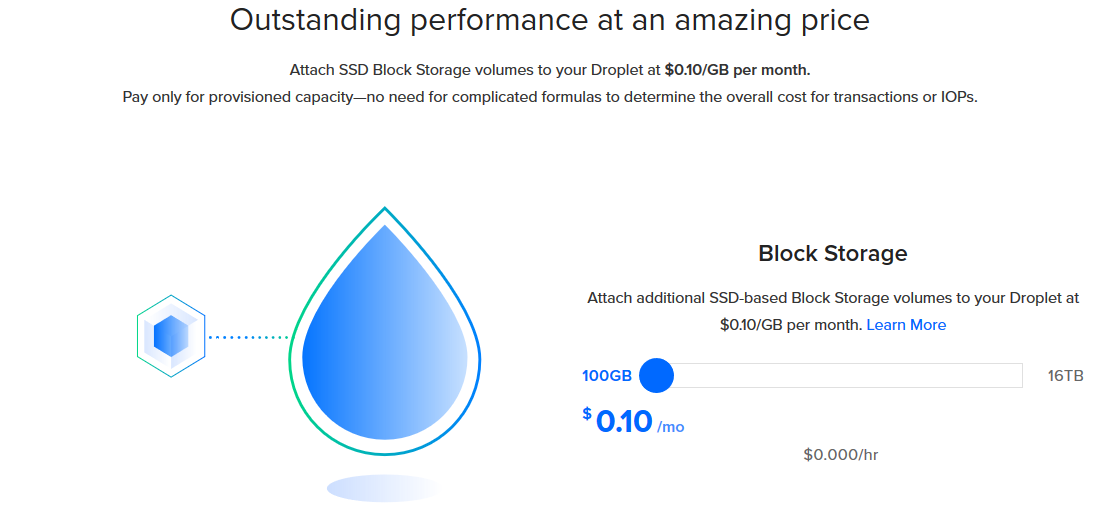 Outstanding performance at an amazing price
Attach SSD Block Storage volumes to your Droplet at $0.10/GB per month.
Pay only for provisioned capacity—no need for complicated formulas to determine the overall cost for transactions or IOPs.
Block Storage
Attach additional SSD-based Block Storage volumes to your Droplet at
$0.10/GB per month. Learn More
100GB 16TB
$0.10 /mo
$0.000/hr